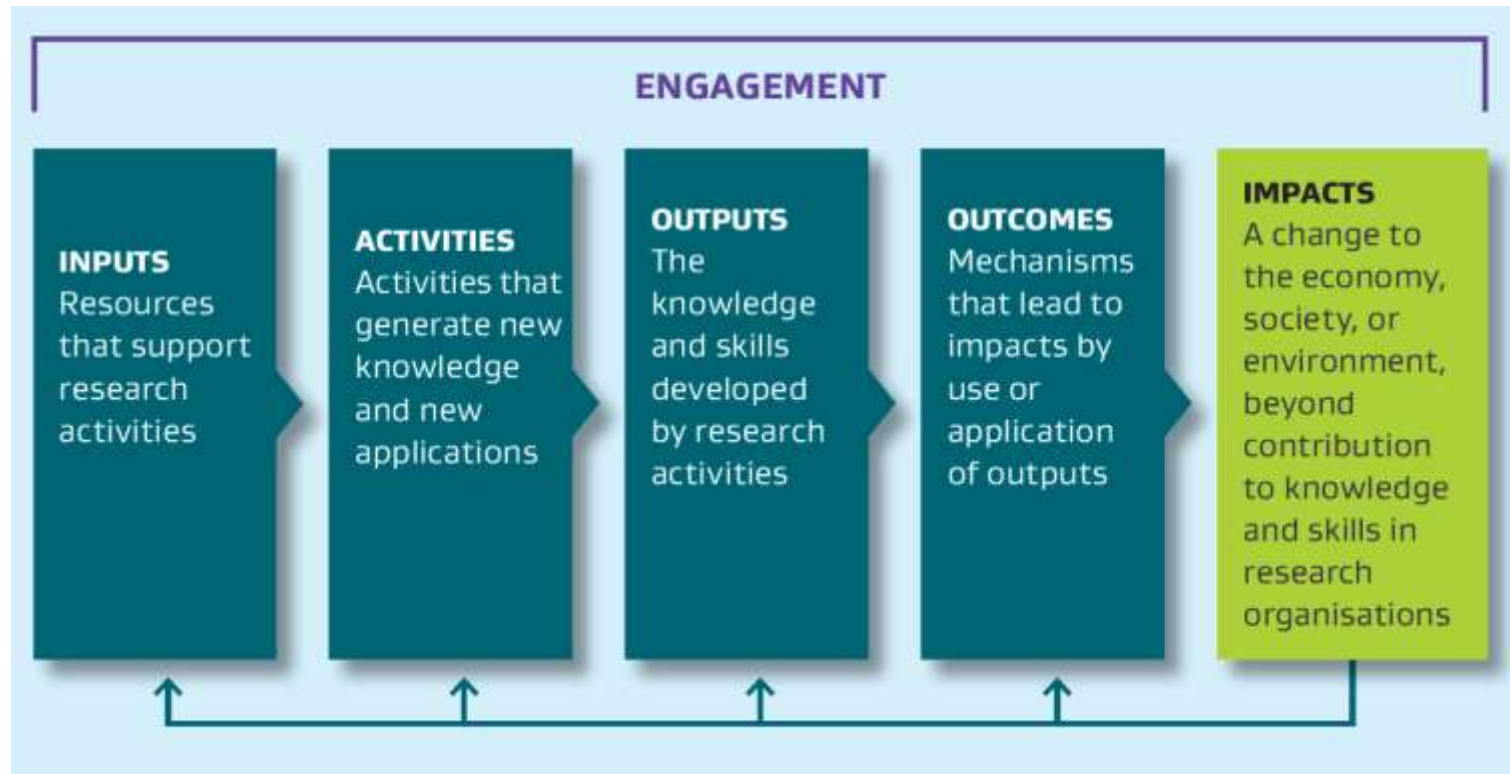 ENGAGEMENT
INPUTS
Resources
that support
research
activities
ACTIVITIES
Activities that
generate new
knowledge
and new
applications
OUTPUTS
The
knowledge
and skills
developed
by research
activities
OUTCOMES
Mechanisms
that lead to
impacts by
use or
application
of outputs
IMPACTS
A change to
the economy,
society, or
environment,
beyond
contribution
to knowledge
and skills in
research
organisations